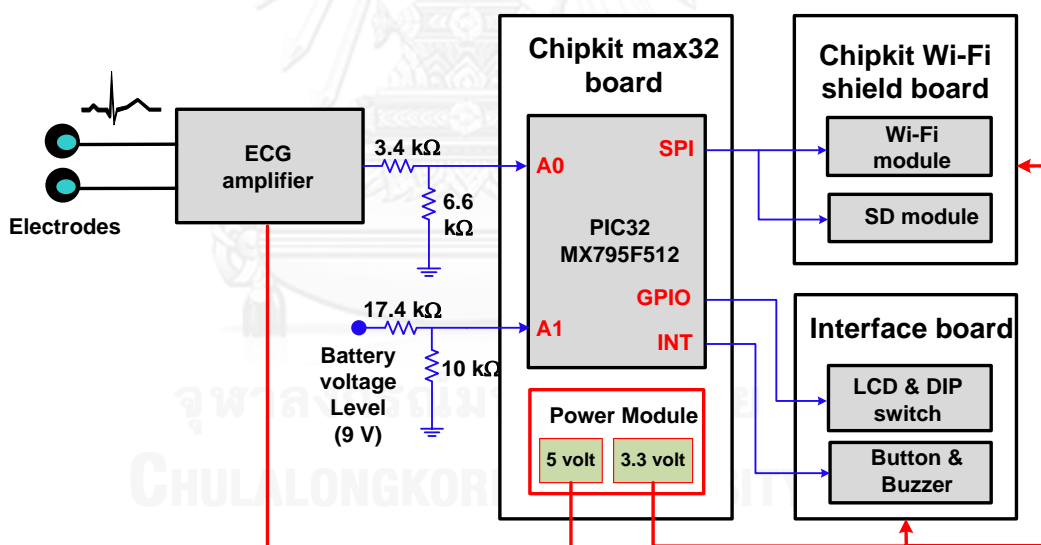 Chipkit max32
board
Chipkit Wi-Fi
shield board
Wi-Fi
module
SD module
ECG
amplifier
Electrodes
3.4 kΩ
6.6
kΩ
A0
SPI
PIC32
MX795F512
GPIO
INT
A1
17.4 kΩ
10 kΩ
Battery
voltage
Level
(9 V)
Power Module
5 volt
3.3 volt
Interface board
LCD & DIP
switch
Button &
Buzzer